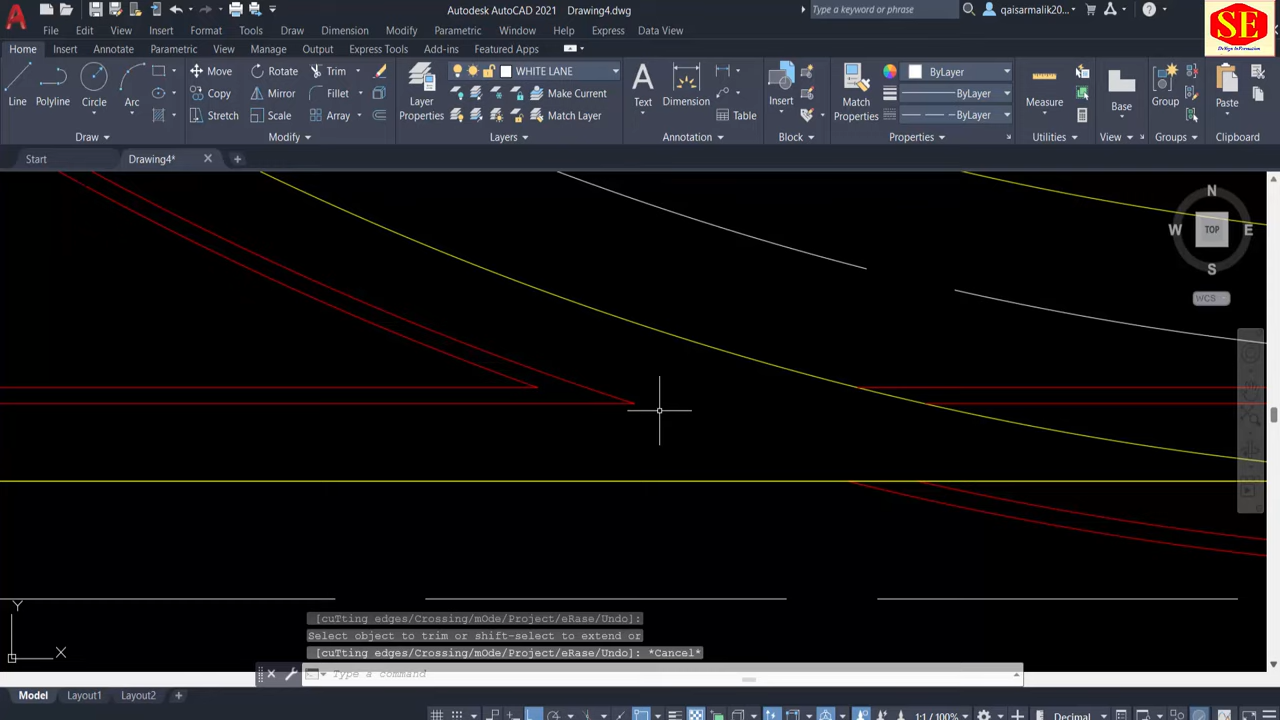 Autodesk AutoCAD 2021 Drawing4.dwg
Type a keyword or phrase
qaisarmalik20...
SE
DeSign InFormation
File Edit View Insert Format Tools Draw Dimension Modify Parametric Window Help Express Data View
Home Insert Annotate Parametric View Manage Output Express Tools Add-ins Featured Apps
Line Polyline Circle Arc
Move Rotate Trim
Copy Mirror Fillet
Stretch Scale Array
Layer Properties
WHITE LANE
Make Current
Match Layer
Text Dimension
Table
Insert
Match Properties
ByLayer
ByLayer
ByLayer
Measure
Base
Group
Paste
Draw Modify Layers Annotation Block Properties Utilities View Groups Clipboard
Start Drawing4*
N
W TOP E
S
WCS
Y
X
[cuTting edges/Crossing/mOde/Project/eRase/Undo]:
Select object to trim or shift-select to extend or
[cuTting edges/Crossing/mOde/Project/eRase/Undo]: *Cancel*
Type a command
Model Layout1 Layout2
1:1 / 100% Decimal